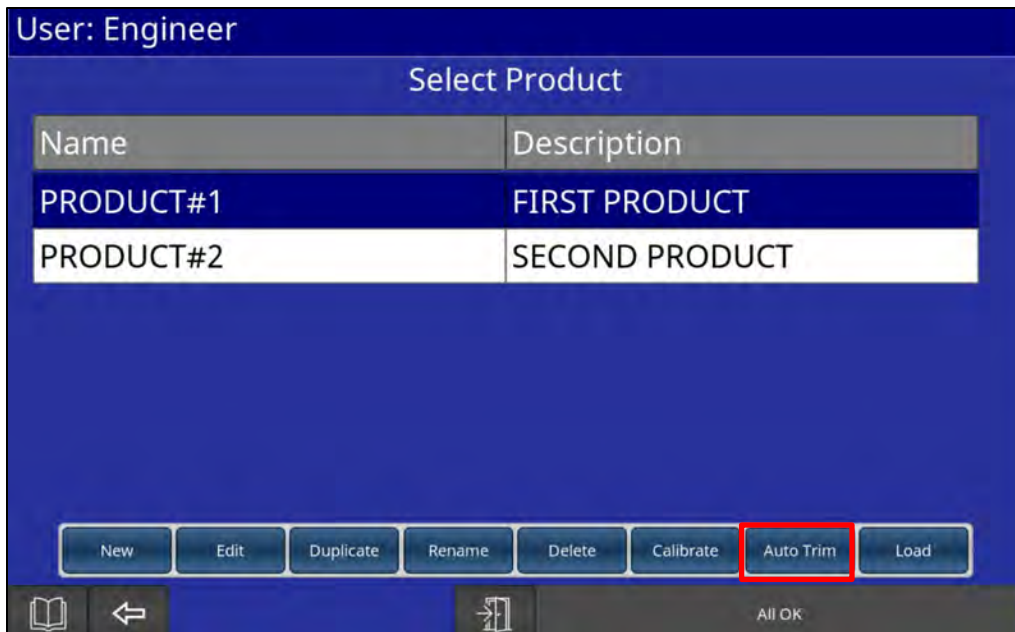 User: Engineer
Select Product
Name Description
PRODUCT#1 FIRST PRODUCT
PRODUCT#2 SECOND PRODUCT
New Edit Duplicate Rename Delete Calibrate Auto Trim Load
All OK